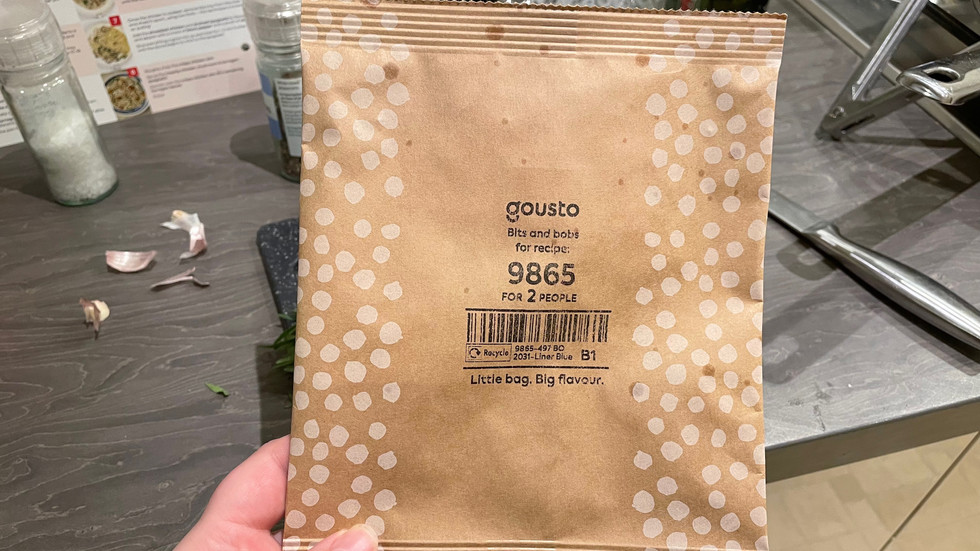 gousto
Bits and bobs
for recipe:
9865
FOR 2 PEOPLE
Recycle
9865-497 BO
2031-Liner Blue
B1
Little bag. Big flavour.